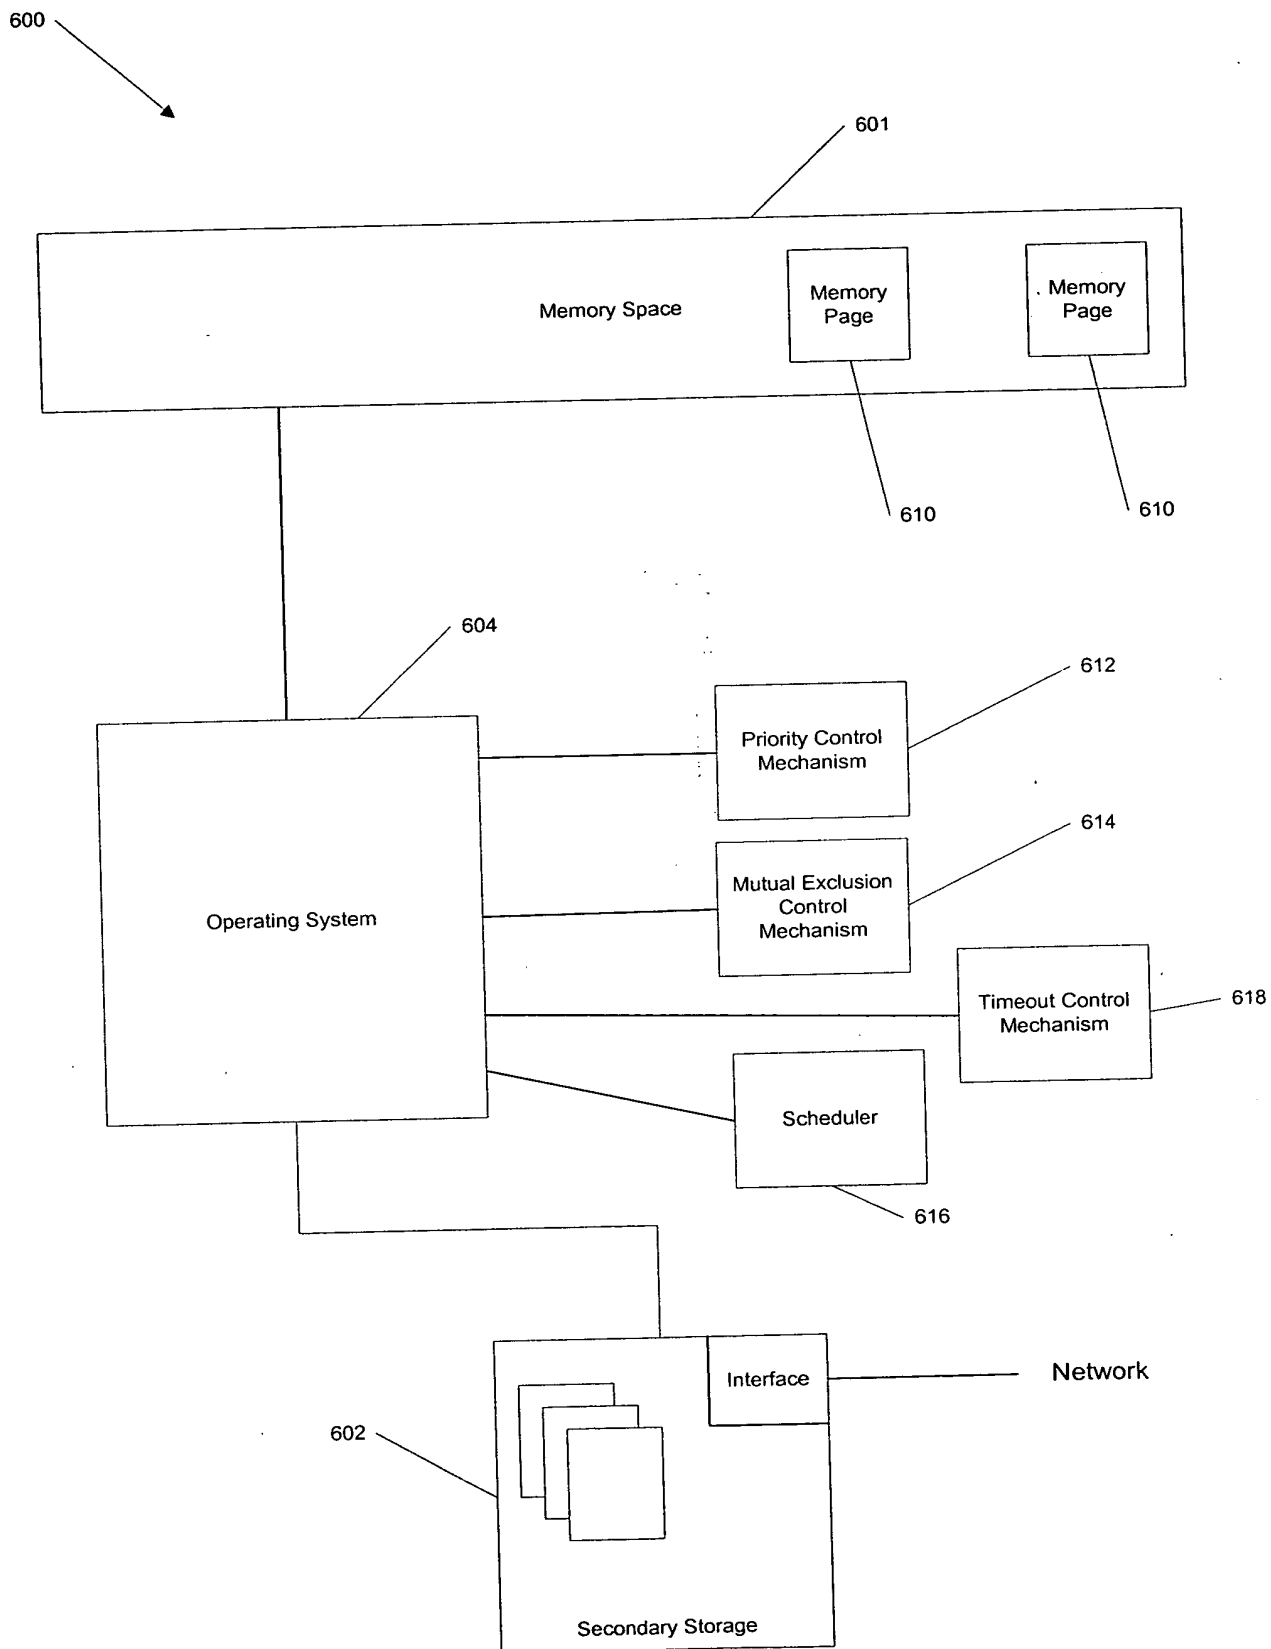 600
601
Memory Space
Memory
Page
Memory
Page
610
610
604
612
Priority Control
Mechanism
614
Mutual Exclusion
Control
Mechanism
Operating System
618
Timeout Control
Mechanism
Scheduler
616
Interface
Network
602
Secondary Storage